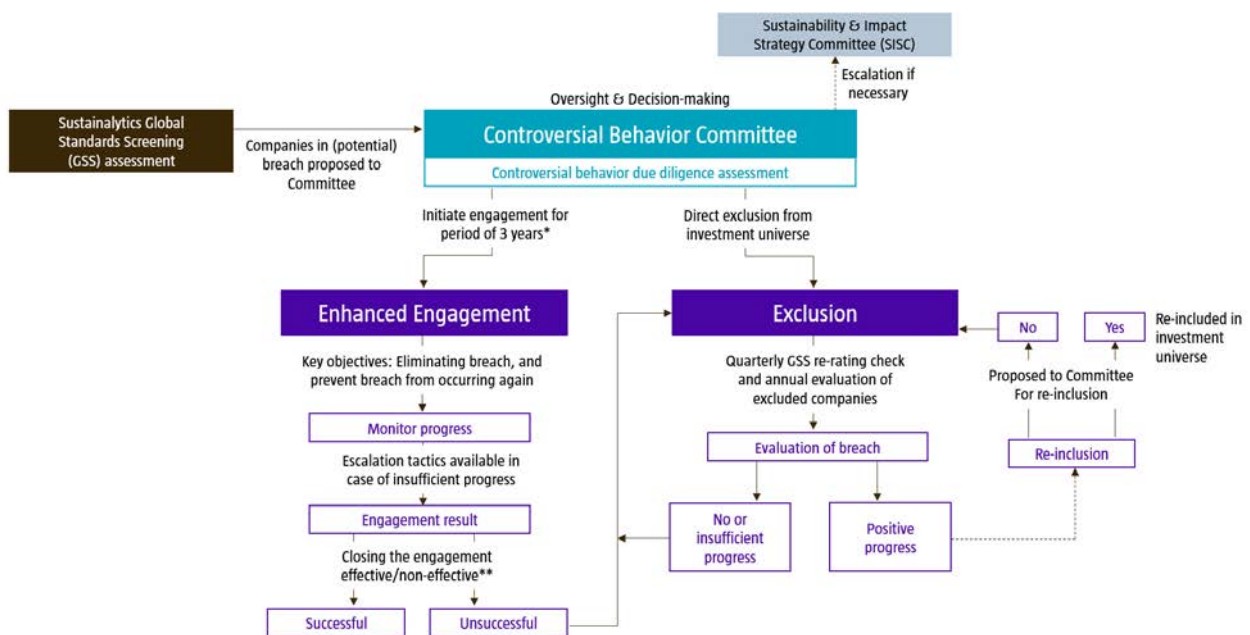 Sustainability & Impact
Strategy Committee (SISC)
Escalation if
necessary
Oversight & Decision-making
Sustainalytics Global
Standards Screening
(GSS) assessment
Companies in (potential)
breach proposed to
Committee
Controversial Behavior Committee
Controversial behavior due diligence assessment
Initiate engagement for
period of 3 years*
Direct exclusion from
investment universe
Enhanced Engagement
Exclusion
No
Yes
Re-included in
investment
universe
Key objectives: Eliminating breach, and
prevent breach from occurring again
Quarterly GSS re-rating check
and annual evaluation of
excluded companies
Proposed to Committee
For re-inclusion
Monitor progress
Evaluation of breach
Re-inclusion
Escalation tactics available in
case of insufficient progress
Engagement result
No or
insufficient
progress
Positive
progress
Closing the engagement
effective/non-effective**
Successful
Unsuccessful